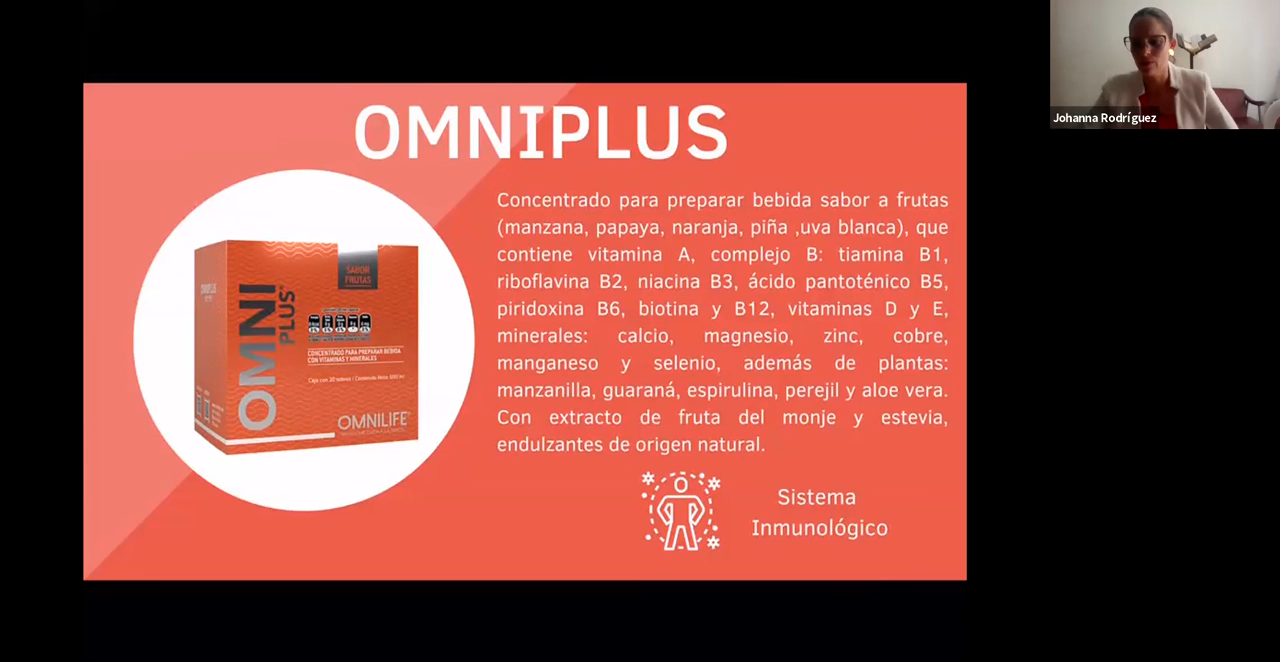 OMNIPLUS
Concentrado para preparar bebida sabor a frutas
(manzana, papaya, naranja, piña ,uva blanca), que
contiene vitamina A, complejo B: tiamina B1,
riboflavina B2, niacina B3, ácido pantoténico B5,
piridoxina B6, biotina y B12, vitaminas D y E,
minerales: calcio, magnesio, zinc, cobre,
manganeso y selenio, además de plantas:
manzanilla, guaraná, espirulina, perejil y aloe vera.
Con extracto de fruta del monje y estevia,
endulzantes de origen natural.
Sistema
Inmunológico
SABOR
FRUTAS
OMNI
PLUS
CONCENTRADO PARA PREPARAR BEBIDA
CON VITAMINAS Y MINERALES
OMNILIFE
Johanna Rodríguez